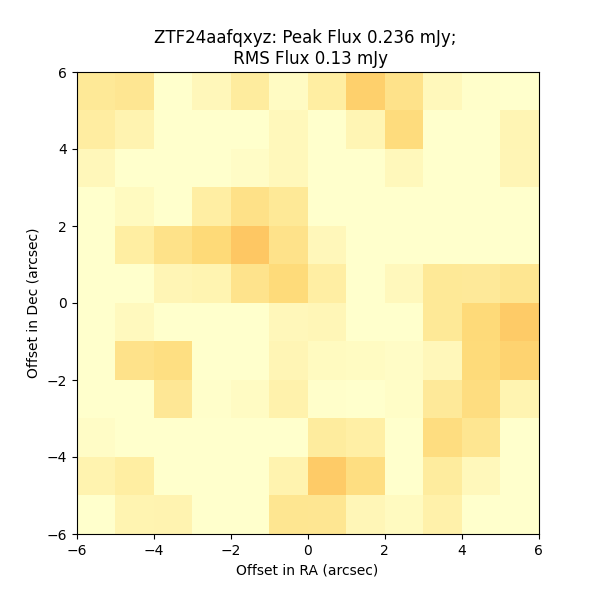 ZTF24aafqxyz: Peak Flux 0.236 mJy;
RMS Flux 0.13 mJy
6
4
2
0
−2
−4
−6
Offset in Dec (arcsec)
−6 −4 −2 0 2 4 6
Offset in RA (arcsec)